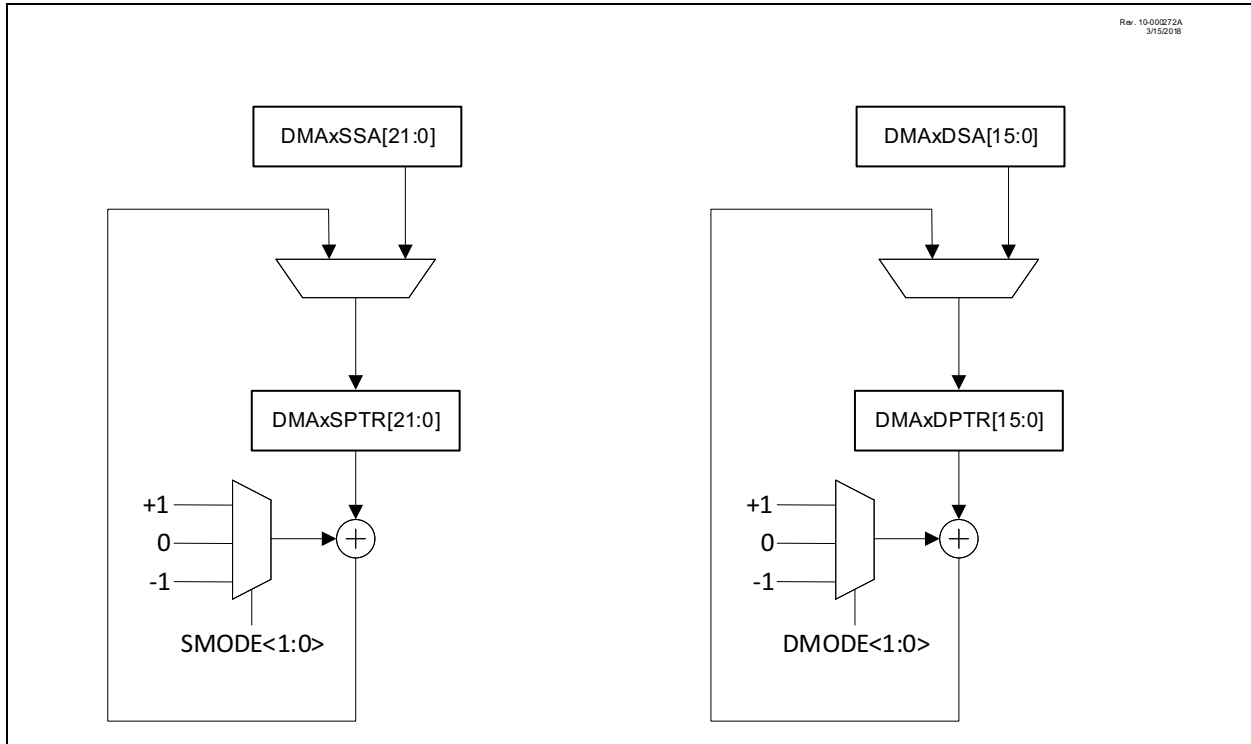 Rev. 10-000272A
3/15/2018
DMAxSSA[21:0]
DMAxSPTR[21:0]
+1
0
-1
SMODE<1:0>
DMAxDSA[15:0]
DMAxDPTR[15:0]
+1
0
-1
DMODE<1:0>